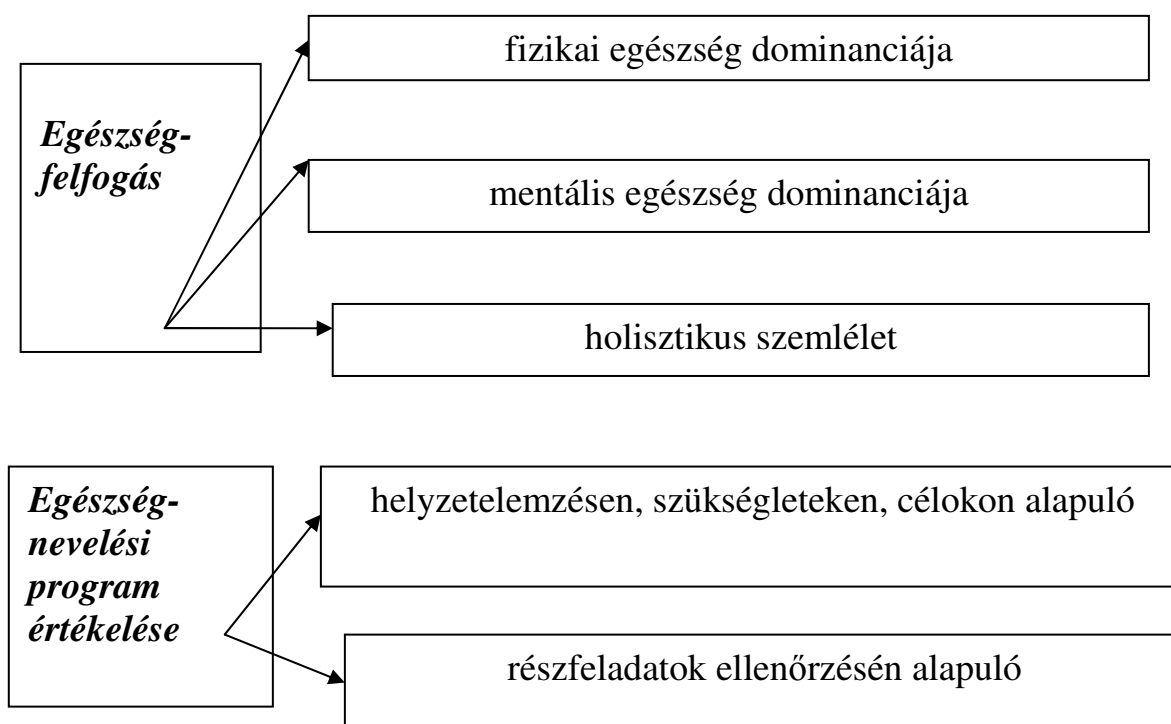 fizikai egészség dominanciája
Egészség-
felfogás
mentális egészség dominanciája
holisztikus szemlélet
Egészség-
nevelési
program
értékelése
helyzetelemzésen, szükségleteken, célokon alapuló
részfeladatok ellenőrzésén alapuló